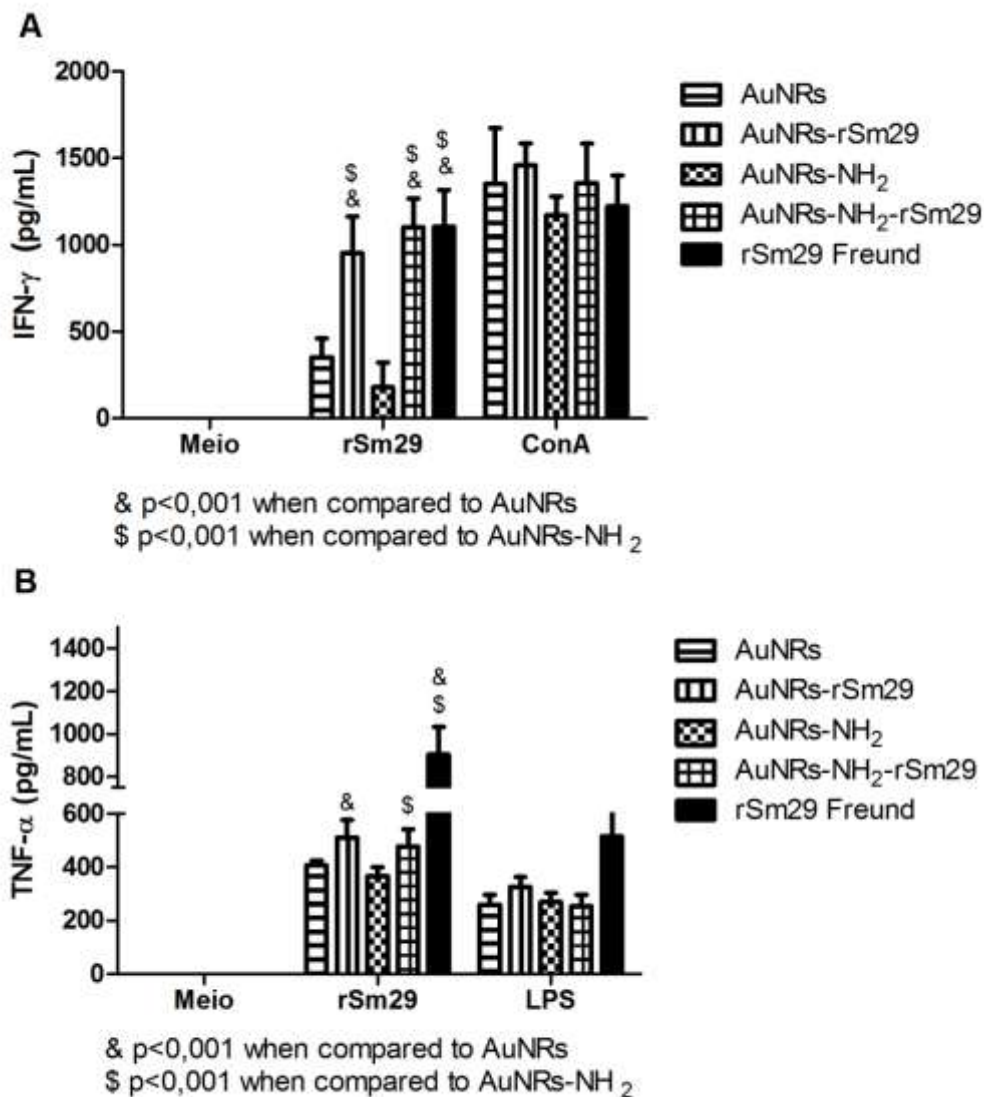 A
2000
1500
1000
500
0
IFN-γ (pg/mL)
$
&
$
&
$
&
Meio rSm29 ConA
AuNRs
AuNRs-rSm29
AuNRs-NH₂
AuNRs-NH₂-rSm29
rSm29 Freund
& p<0,001 when compared to AuNRs
$ p<0,001 when compared to AuNRs-NH₂
B
1400
1200
1000
800
600
400
200
0
TNF-α (pg/mL)
&
$
&
$
Meio rSm29 LPS
AuNRs
AuNRs-rSm29
AuNRs-NH₂
AuNRs-NH₂-rSm29
rSm29 Freund
& p<0,001 when compared to AuNRs
$ p<0,001 when compared to AuNRs-NH₂